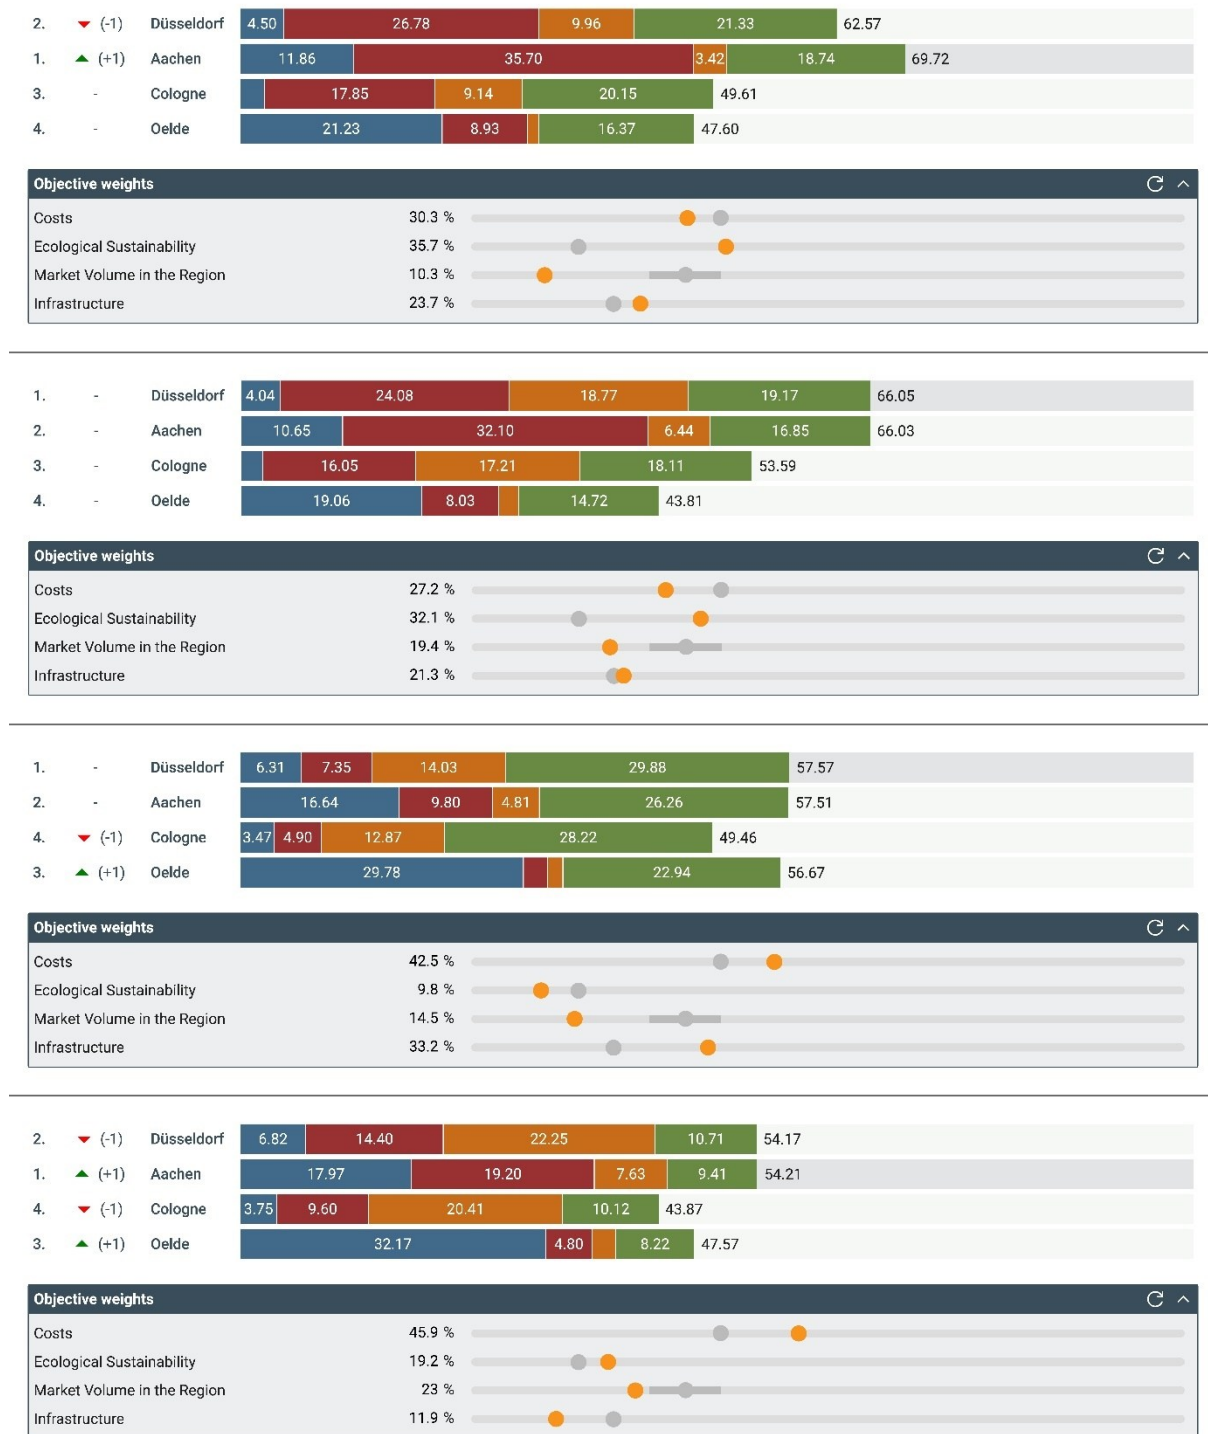 2. ▼ (-1) Düsseldorf 4.50 26.78 9.96 21.33 62.57
1. ▲ (+1) Aachen 11.86 35.70 3.42 18.74 69.72
3. - Cologne 17.85 9.14 20.15 49.61
4. - Oelde 21.23 8.93 16.37 47.60
Objective weights
Costs 30.3 %
Ecological Sustainability 35.7 %
Market Volume in the Region 10.3 %
Infrastructure 23.7 %
1. - Düsseldorf 4.04 24.08 18.77 19.17 66.05
2. - Aachen 10.65 32.10 6.44 16.85 66.03
3. - Cologne 16.05 17.21 18.11 53.59
4. - Oelde 19.06 8.03 14.72 43.81
Objective weights
Costs 27.2 %
Ecological Sustainability 32.1 %
Market Volume in the Region 19.4 %
Infrastructure 21.3 %
1. - Düsseldorf 6.31 7.35 14.03 29.88 57.57
2. - Aachen 16.64 9.80 4.81 26.26 57.51
4. ▼ (-1) Cologne 3.47 4.90 12.87 28.22 49.46
3. ▲ (+1) Oelde 29.78 22.94 56.67
Objective weights
Costs 42.5 %
Ecological Sustainability 9.8 %
Market Volume in the Region 14.5 %
Infrastructure 33.2 %
2. ▼ (-1) Düsseldorf 6.82 14.40 22.25 10.71 54.17
1. ▲ (+1) Aachen 17.97 19.20 7.63 9.41 54.21
4. ▼ (-1) Cologne 3.75 9.60 20.41 10.12 43.87
3. ▲ (+1) Oelde 32.17 4.80 8.22 47.57
Objective weights
Costs 45.9 %
Ecological Sustainability 19.2 %
Market Volume in the Region 23 %
Infrastructure 11.9 %